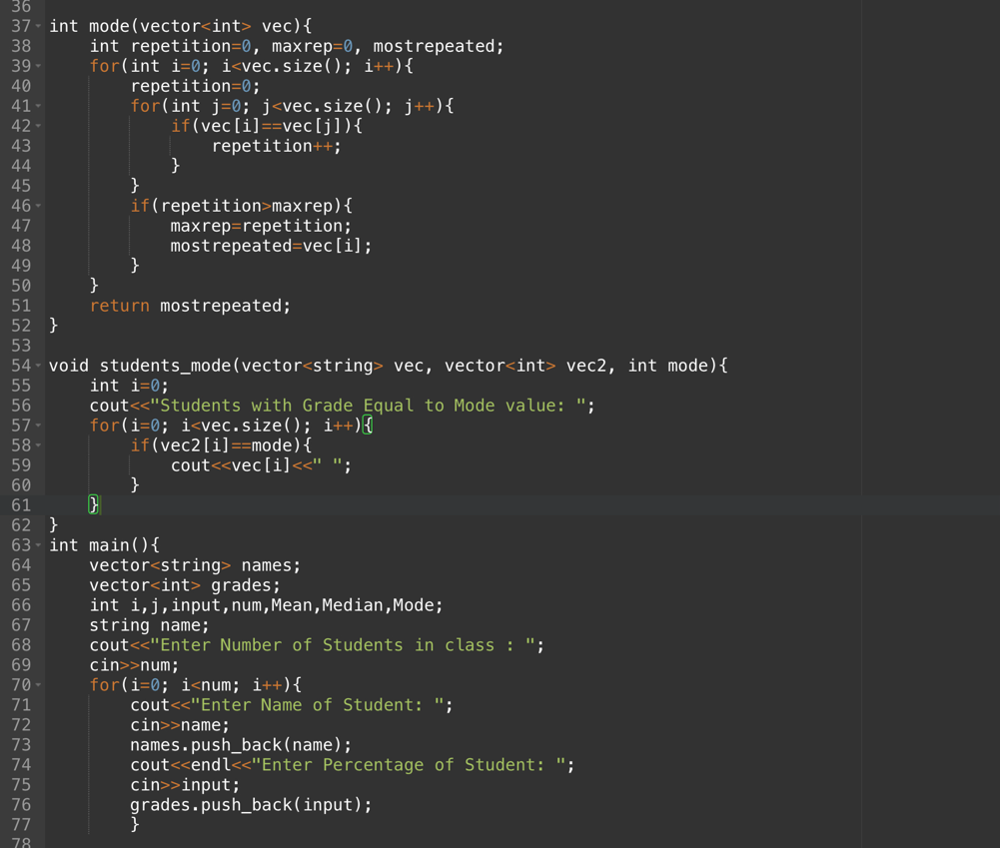 36
37 int mode(vector<int> vec){
38     int repetition=0, maxrep=0, mostrepeated;
39     for(int i=0; i<vec.size(); i++){
40         repetition=0;
41         for(int j=0; j<vec.size(); j++){
42             if(vec[i]==vec[j]){
43                 repetition++;
44             }
45         }
46         if(repetition>maxrep){
47             maxrep=repetition;
48             mostrepeated=vec[i];
49         }
50     }
51     return mostrepeated;
52 }
53
54 void students_mode(vector<string> vec, vector<int> vec2, int mode){
55     int i=0;
56     cout<<"Students with Grade Equal to Mode value: ";
57     for(i=0; i<vec.size(); i++){
58         if(vec2[i]==mode){
59             cout<<vec[i]<<" ";
60         }
61     }
62 }
63 int main(){
64     vector<string> names;
65     vector<int> grades;
66     int i,j,input,num,Mean,Median,Mode;
67     string name;
68     cout<<"Enter Number of Students in class : ";
69     cin>>num;
70     for(i=0; i<num; i++){
71         cout<<"Enter Name of Student: ";
72         cin>>name;
73         names.push_back(name);
74         cout<<endl<<"Enter Percentage of Student: ";
75         cin>>input;
76         grades.push_back(input);
77         }
78